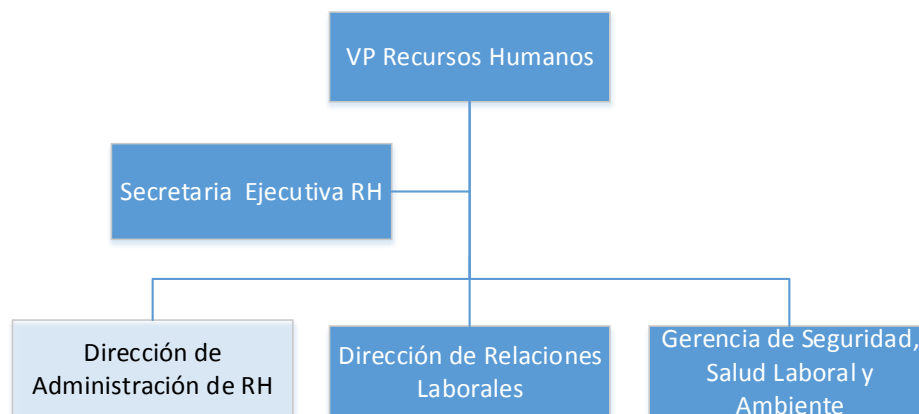 VP Recursos Humanos
Secretaria Ejecutiva RH
Dirección de
Administración de RH
Dirección de Relaciones
Laborales
Gerencia de Seguridad,
Salud Laboral y
Ambiente